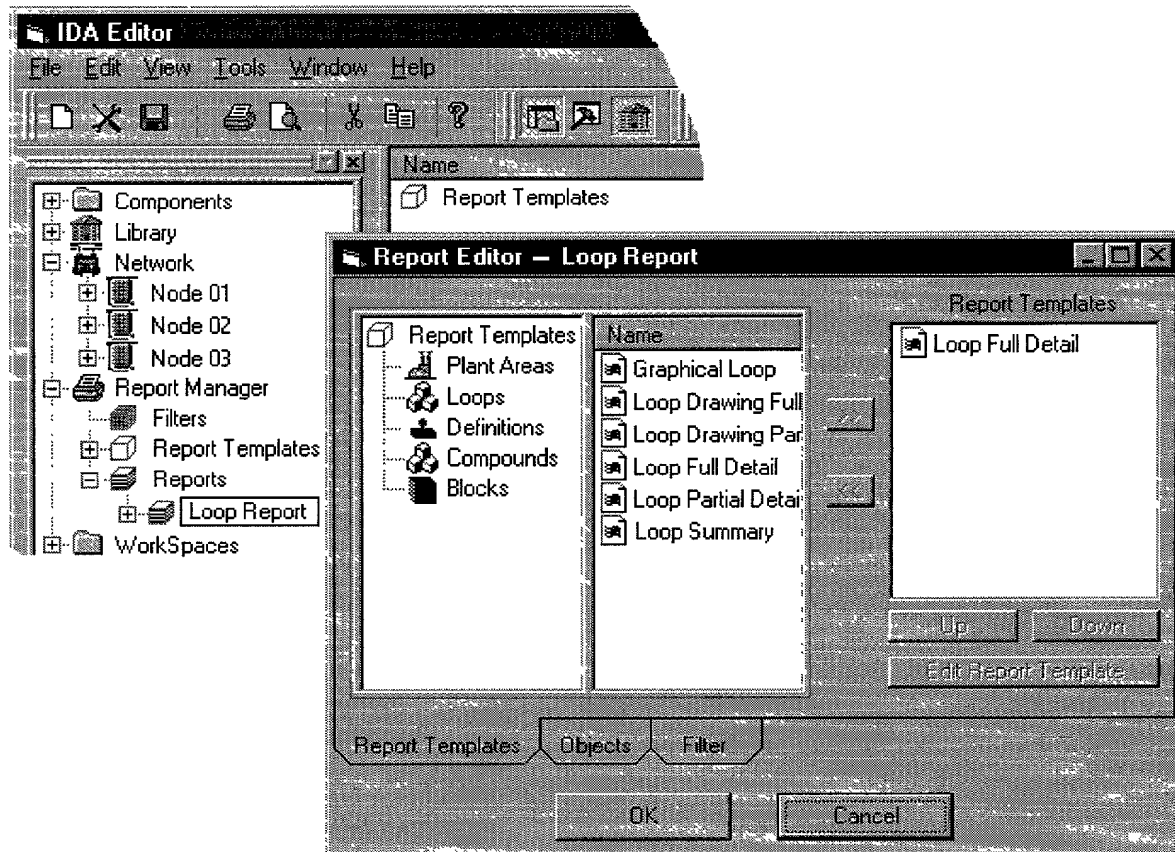 IDA Editor
File Edit View Tools Window Help
Name
Report Templates
Components
Library
Network
Node 01
Node 02
Node 03
Report Manager
Filters
Report Templates
Reports
Loop Report
WorkSpaces
Report Editor – Loop Report
Report Templates
Plant Areas
Loops
Definitions
Compounds
Blocks
Name
Graphical Loop
Loop Drawing Full
Loop Drawing Par
Loop Full Detail
Loop Partial Detai
Loop Summary
>>
<<
Report Templates
Loop Full Detail
Up Down
Edit Report Template
Report Templates Objects Filter
OK Cancel